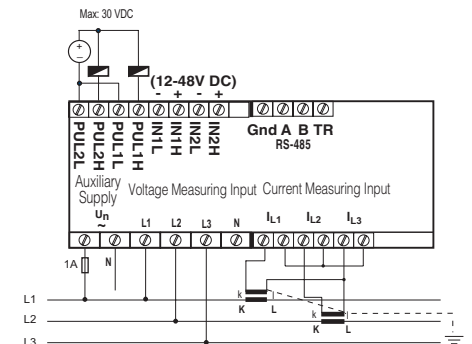 Max: 30 VDC
+
–
(12-48V DC)
- + - +
PUL2L PUL2H PUL1L PUL1H IN1L IN1H IN2L IN2H
Gnd A B TR
RS-485
Auxiliary Supply
Voltage Measuring Input
Current Measuring Input
Un ~
L1 L2 L3 N
IL1 IL2 IL3
1A
N
L1
k l
K L
L2
k l
K L
L3